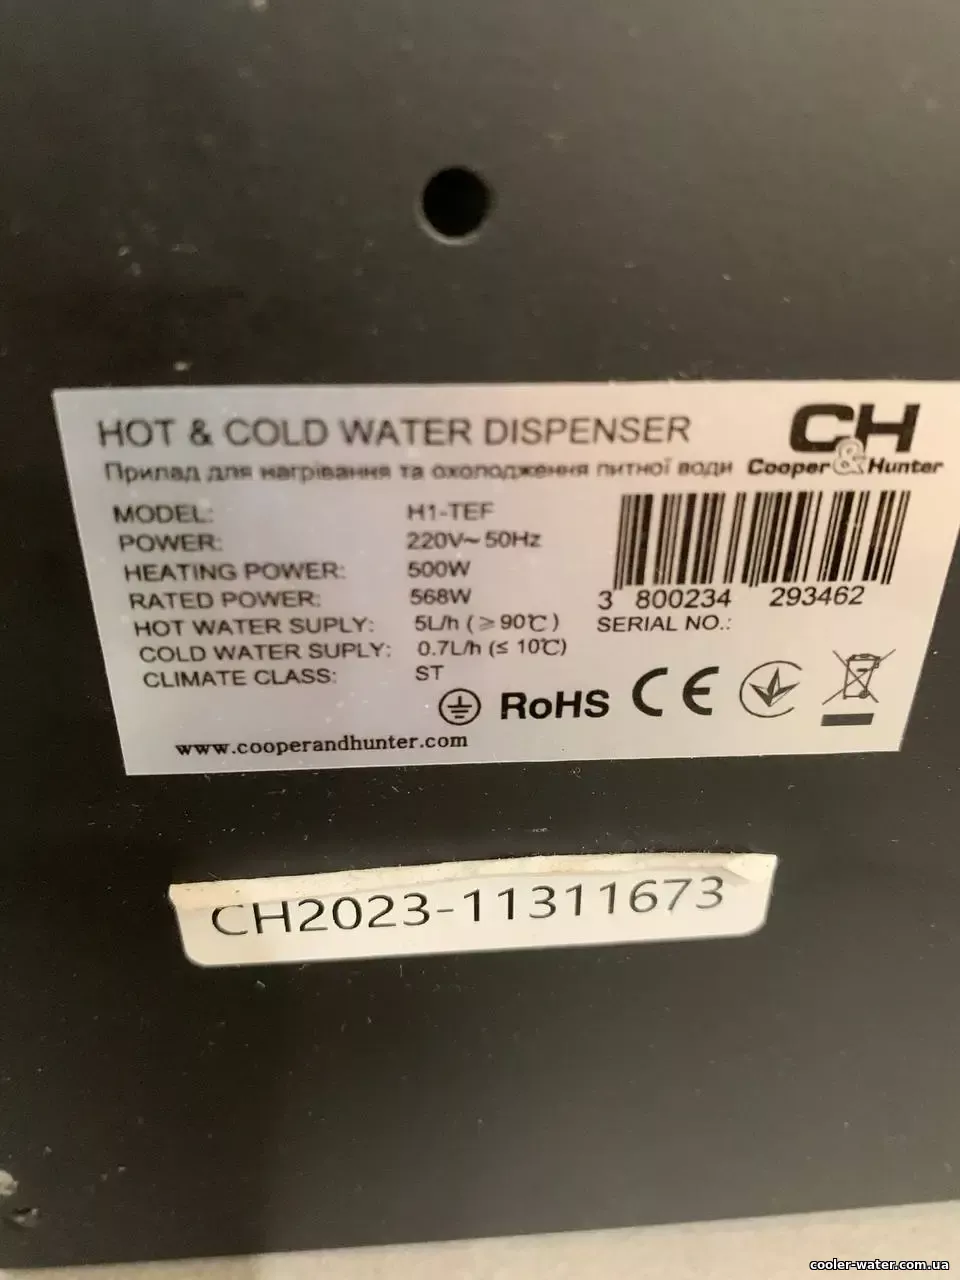 HOT & COLD WATER DISPENSER
Прилад для нагрівання та охолодження питної води
CH
Cooper & Hunter
MODEL: H1-TEF
POWER: 220V~50Hz
HEATING POWER: 500W
RATED POWER: 568W
HOT WATER SUPLY: 5L/h (≥90℃)
COLD WATER SUPLY: 0.7L/h (≤ 10℃)
CLIMATE CLASS: ST
3 800234 293462
SERIAL NO.:
RoHS CE
www.cooperandhunter.com
CH2023-11311673
cooler-water.com.ua